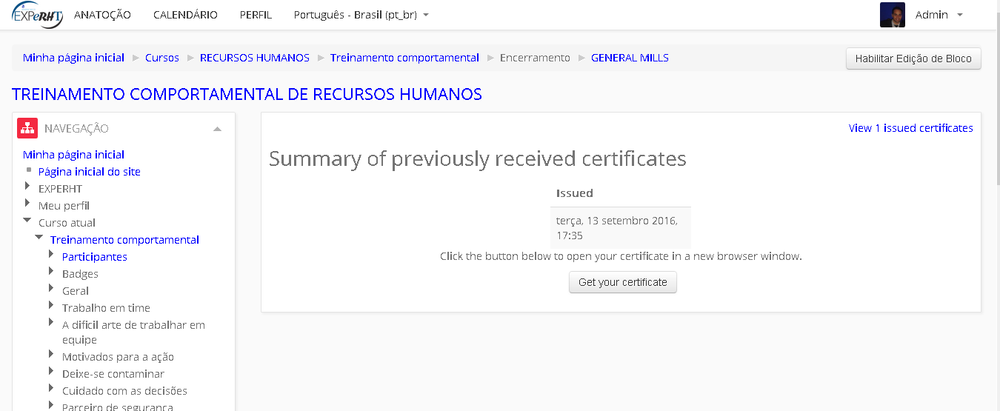 EXPeRHT ANATOÇÃO CALENDÁRIO PERFIL Português - Brasil (pt_br) Admin
Minha página inicial Cursos RECURSOS HUMANOS Treinamento comportamental Encerramento GENERAL MILLS Habilitar Edição de Bloco
TREINAMENTO COMPORTAMENTAL DE RECURSOS HUMANOS
NAVEGAÇÃO
Minha página inicial
Página inicial do site
EXPERHT
Meu perfil
Curso atual
Treinamento comportamental
Participantes
Badges
Geral
Trabalho em time
A dificil arte de trabalhar em
equipe
Motivados para a ação
Deixe-se contaminar
Cuidado com as decisões
Parceiro de segurança
View 1 issued certificates
Summary of previously received certificates
Issued
terça, 13 setembro 2016,
17:35
Click the button below to open your certificate in a new browser window.
Get your certificate